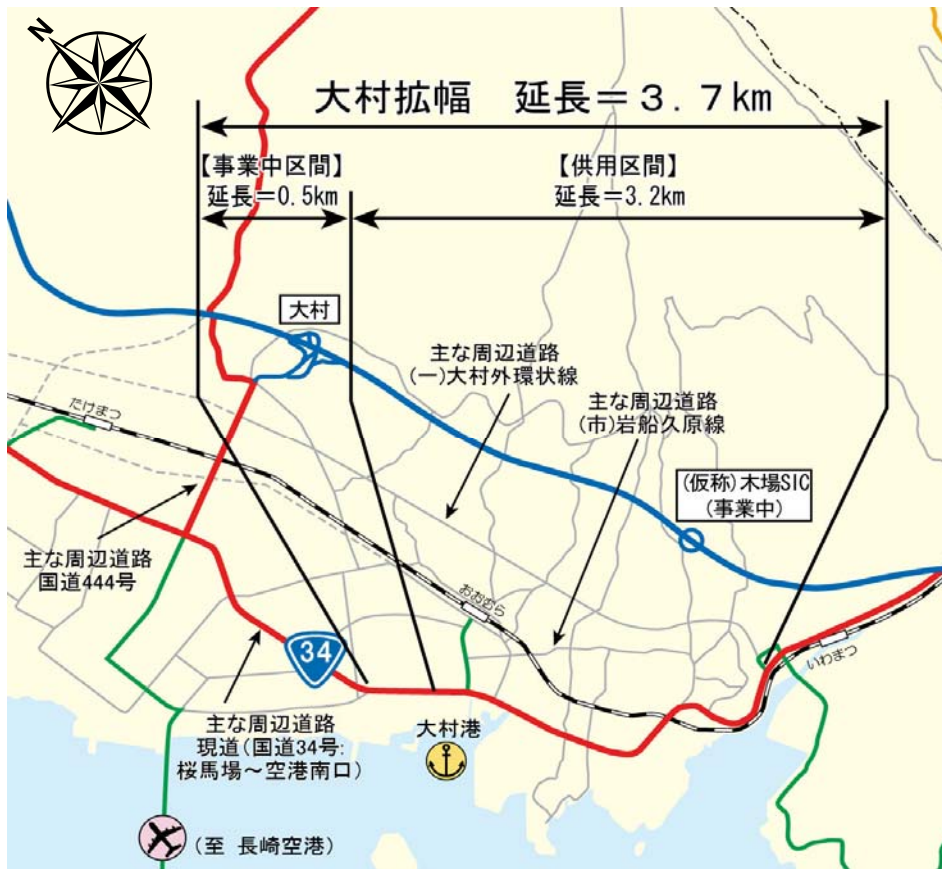 N
大村拡幅 延長=3.7km
【事業中区間】
延長=0.5km
【供用区間】
延長=3.2km
大村
主な周辺道路
(一)大村外環状線
主な周辺道路
(市)岩船久原線
たけまつ
(仮称)木場SIC
(事業中)
主な周辺道路
国道444号
おおむら
いわまつ
34
主な周辺道路
現道(国道34号:
桜馬場～空港南口)
大村港
(至 長崎空港)